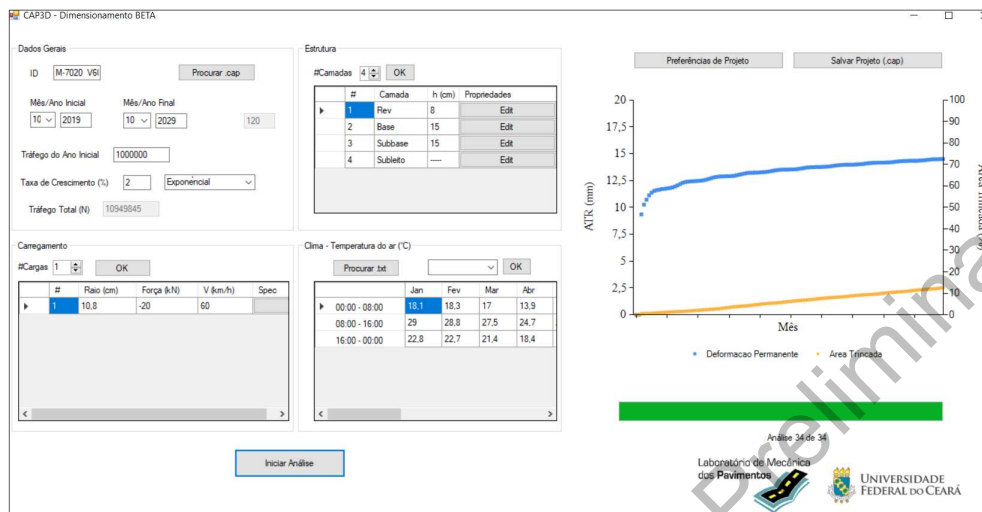 CAP3D - Dimensionamento BETA
Dados Gerais
ID M-7020 V6I Procurar .cap
Mês/Ano Inicial Mês/Ano Final
10 2019 10 2029 120
Tráfego do Ano Inicial 1000000
Taxa de Crescimento (%) 2 Exponencial
Tráfego Total (N) 10949845
Estrutura
#Camadas 4 OK
# Camada h (cm) Propriedades
1 Rev 8 Edit
2 Base 15 Edit
3 Subbase 15 Edit
4 Subleito ---- Edit
Carregamento
#Cargas 1 OK
# Raio (cm) Força (kN) V (km/h) Spec
1 10,8 -20 60
Clima - Temperatura do ar (°C)
Procurar .txt OK
Jan Fev Mar Abr
00:00 - 08:00 18,1 18,3 17 13,9
08:00 - 16:00 29 28,8 27,5 24,7
16:00 - 00:00 22,8 22,7 21,4 18,4
Iniciar Análise
Preferências de Projeto Salvar Projeto (.cap)
20 100
17,5 90
80
15 70
12,5 60
10 50
7,5 40
30
5 20
2,5 10
0 0
ATR (mm)
Área Trincada (%)
Mês
Deformacao Permanente Area Trincada
Análise 34 de 34
Laboratório de Mecânica
dos Pavimentos
UNIVERSIDADE
FEDERAL DO CEARÁ
Prelimina